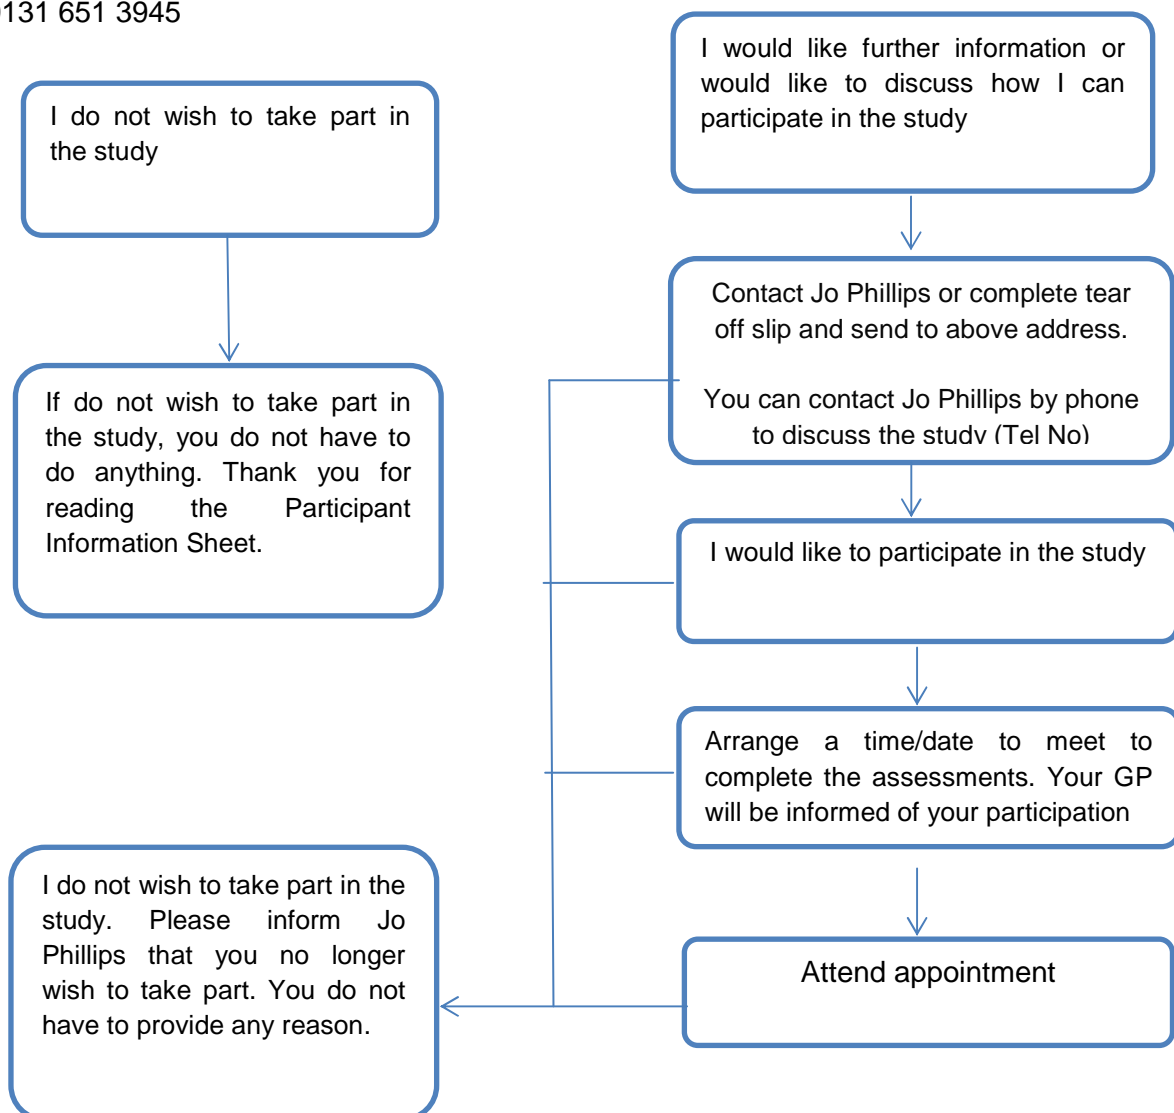 0131 651 3945
I do not wish to take part in
the study
I would like further information or
would like to discuss how I can
participate in the study
If do not wish to take part in
the study, you do not have to
do anything. Thank you for
reading the Participant
Information Sheet.
Contact Jo Phillips or complete tear
off slip and send to above address.
You can contact Jo Phillips by phone
to discuss the study (Tel No)
I would like to participate in the study
Arrange a time/date to meet to
complete the assessments. Your GP
will be informed of your participation
I do not wish to take part in the
study. Please inform Jo
Phillips that you no longer
wish to take part. You do not
have to provide any reason.
Attend appointment